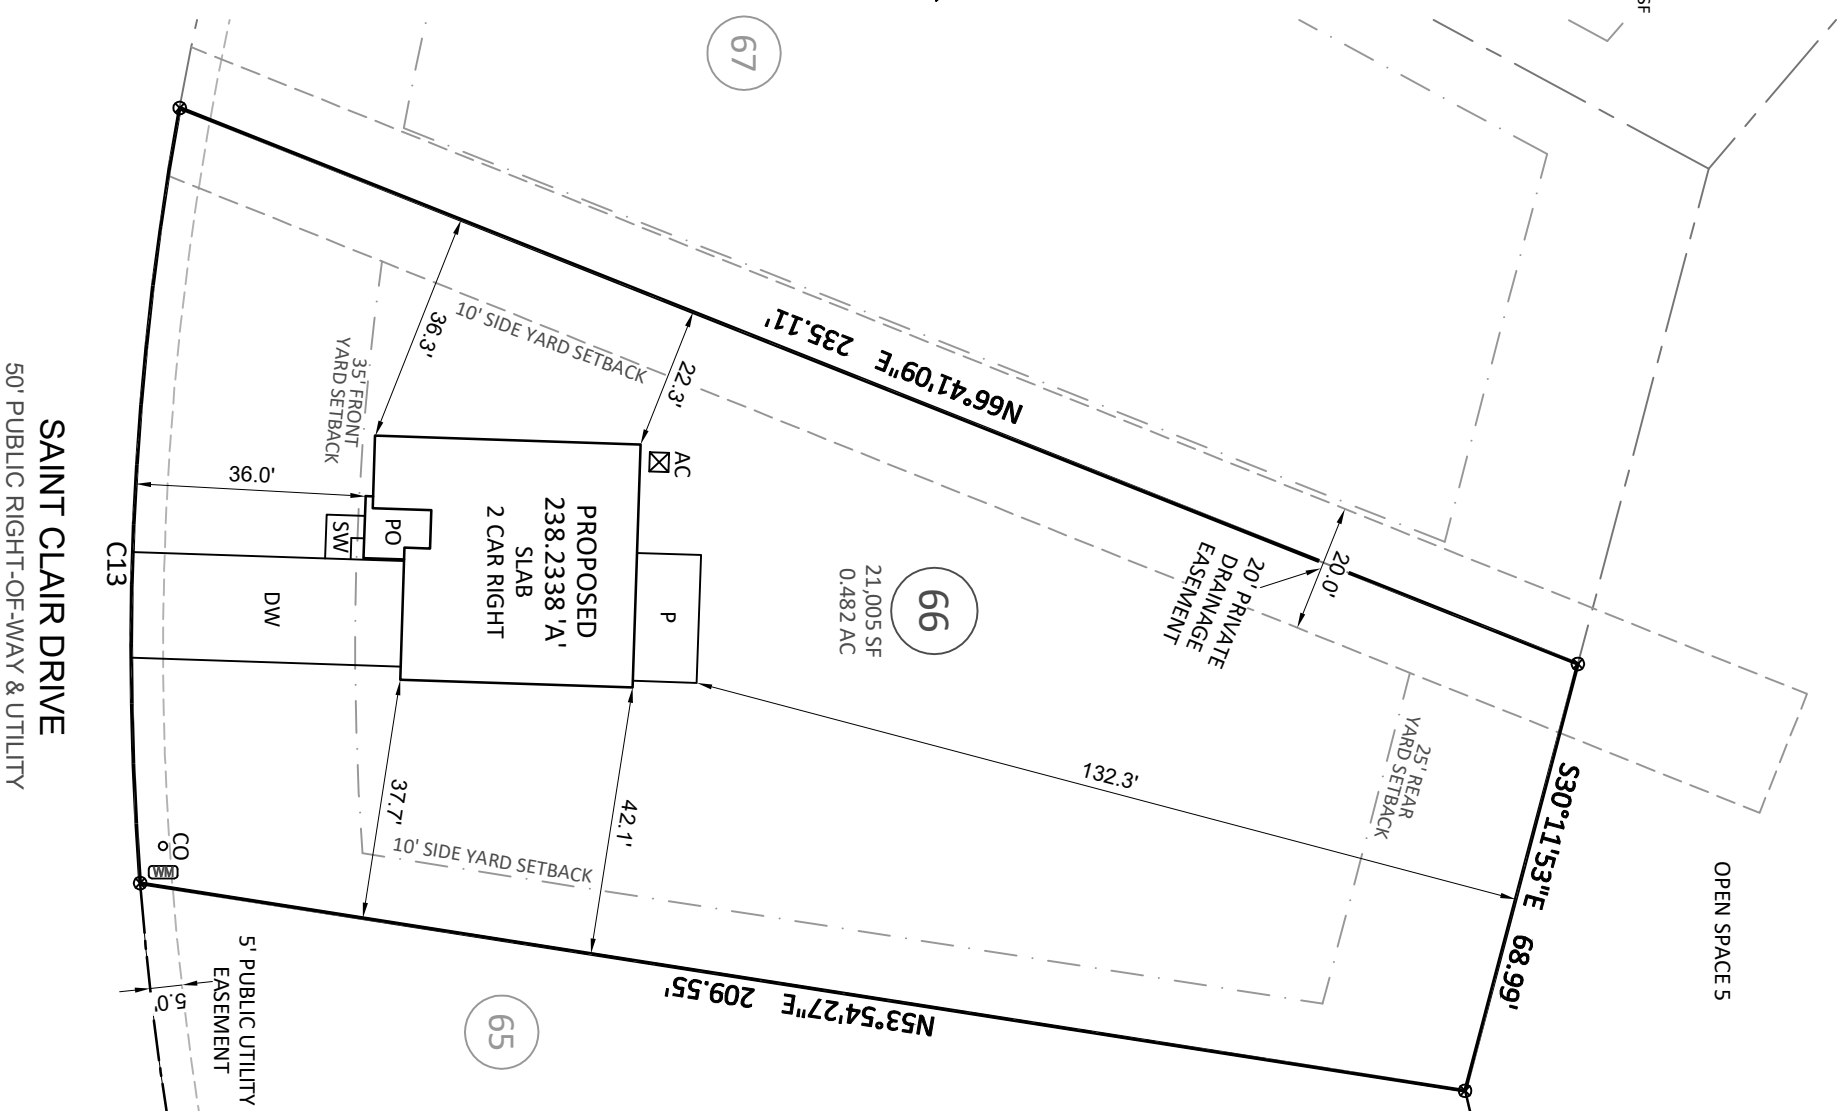 SF
67
N66°41'09"E 235.11'
10' SIDE YARD SETBACK
36.3'
22.3'
35' FRONT
YARD SETBACK
36.0'
AC
PROPOSED
238.2338 'A'
SLAB
2 CAR RIGHT
PO
SW
DW
P
66
21,005 SF
0.482 AC
20.0'
20' PRIVATE
DRAINAGE
EASEMENT
25' REAR
YARD SETBACK
132.3'
S30°11'53"E 68.99'
OPEN SPACE 5
37.7'
42.1'
10' SIDE YARD SETBACK
N53°54'27"E 209.55'
65
C13
SAINT CLAIR DRIVE
50' PUBLIC RIGHT-OF-WAY & UTILITY
CO
WM
5' PUBLIC UTILITY
EASEMENT
5.0'